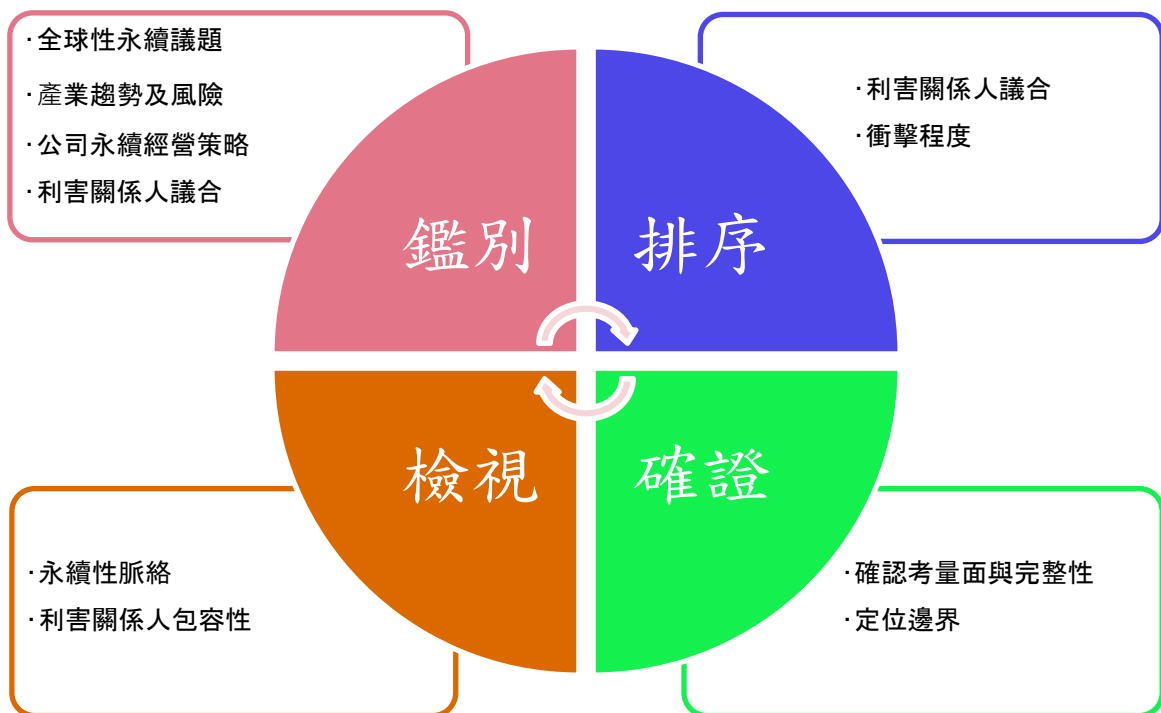 ·全球性永續議題
·產業趨勢及風險
·公司永續經營策略
·利害關係人議合
鑑別
·利害關係人議合
·衝擊程度
排序
檢視
·永續性脈絡
·利害關係人包容性
確證
·確認考量面與完整性
·定位邊界